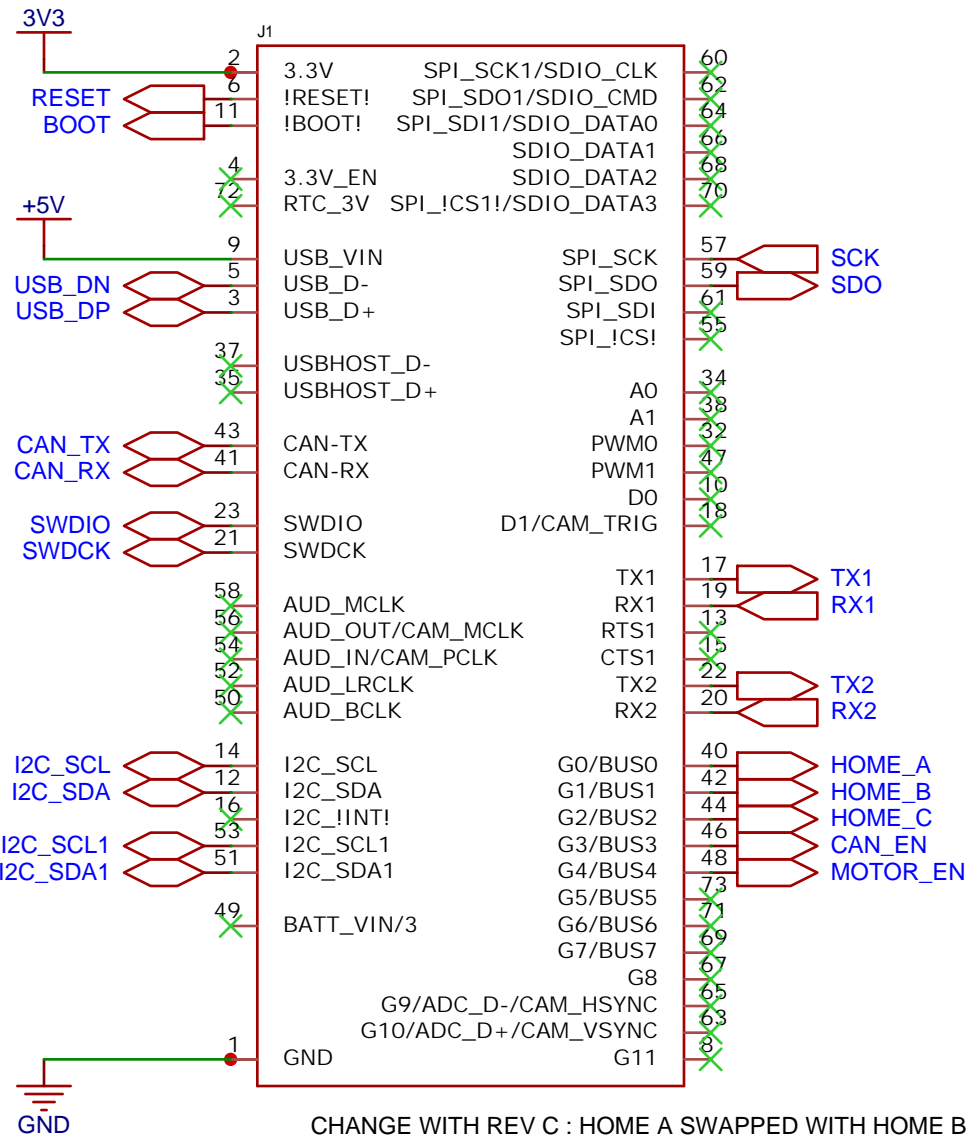 3V3
J1
2 3.3V SPI_SCK1/SDIO_CLK 60
RESET 6 !RESET! SPI_SDO1/SDIO_CMD 62
BOOT 11 !BOOT! SPI_SDI1/SDIO_DATA0 64
SDIO_DATA1 66
4 3.3V_EN SDIO_DATA2 68
72 RTC_3V SPI_!CS1!/SDIO_DATA3 70
+5V
9 USB_VIN SPI_SCK 57 SCK
USB_DN 5 USB_D- SPI_SDO 59 SDO
USB_DP 3 USB_D+ SPI_SDI 61
SPI_!CS! 55
37 USBHOST_D-
35 USBHOST_D+ A0 34
A1 38
CAN_TX 43 CAN-TX PWM0 32
CAN_RX 41 CAN-RX PWM1 47
D0 10
SWDIO 23 SWDIO D1/CAM_TRIG 18
SWDCK 21 SWDCK
TX1 17 TX1
58 AUD_MCLK RX1 19 RX1
56 AUD_OUT/CAM_MCLK RTS1 13
54 AUD_IN/CAM_PCLK CTS1 15
52 AUD_LRCLK TX2 22 TX2
50 AUD_BCLK RX2 20 RX2
I2C_SCL 14 I2C_SCL G0/BUS0 40 HOME_A
I2C_SDA 12 I2C_SDA G1/BUS1 42 HOME_B
16 I2C_!INT! G2/BUS2 44 HOME_C
I2C_SCL1 53 I2C_SCL1 G3/BUS3 46 CAN_EN
I2C_SDA1 51 I2C_SDA1 G4/BUS4 48 MOTOR_EN
G5/BUS5 73
49 BATT_VIN/3 G6/BUS6 71
G7/BUS7 69
G8 67
G9/ADC_D-/CAM_HSYNC 65
G10/ADC_D+/CAM_VSYNC 63
1 GND G11 8
GND
CHANGE WITH REV C : HOME A SWAPPED WITH HOME B